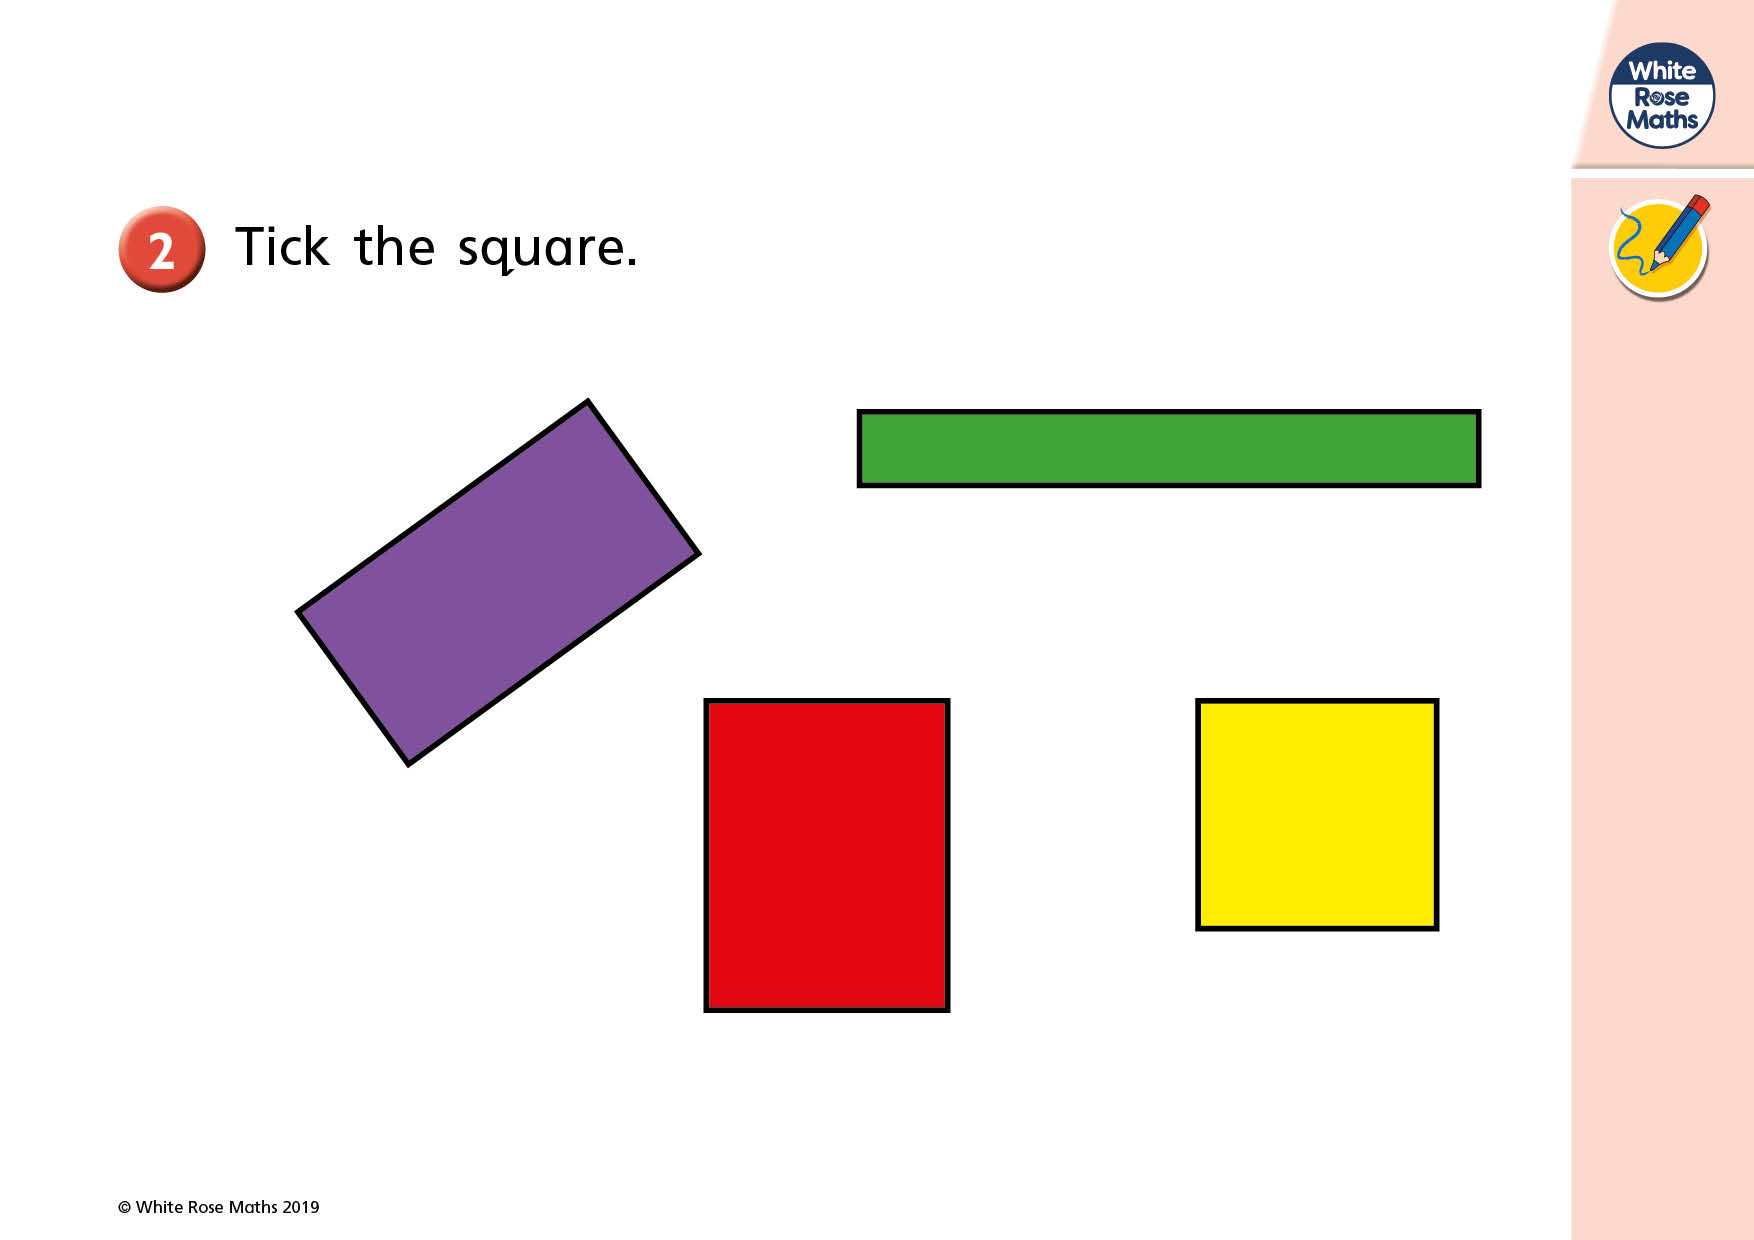 White
Rose
Maths
2 Tick the square.
© White Rose Maths 2019